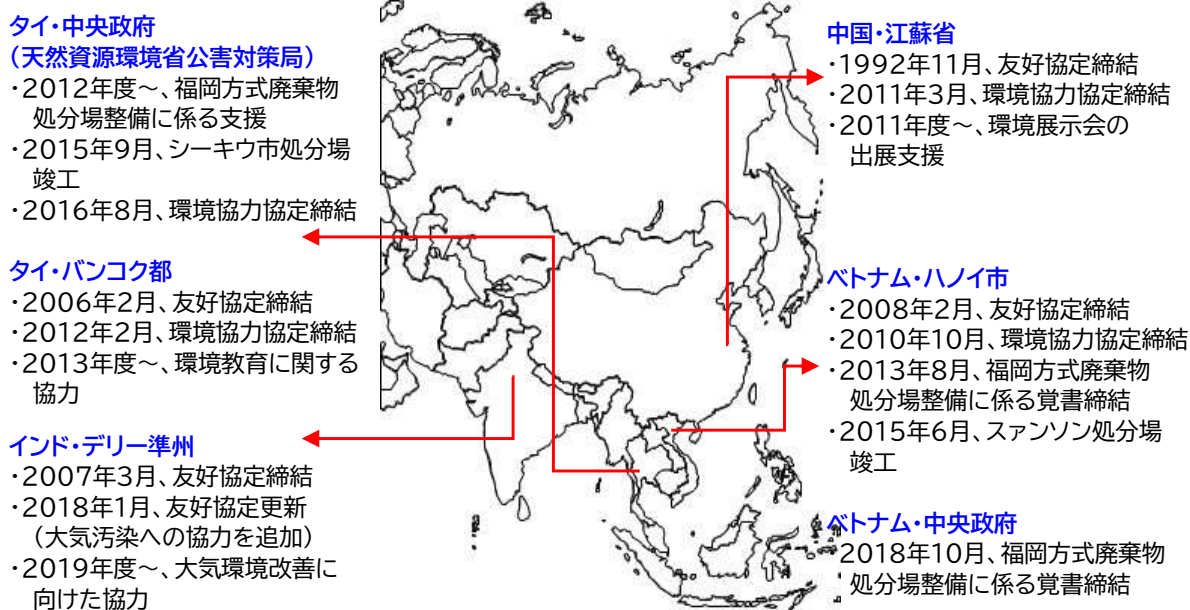 タイ・中央政府
(天然資源環境省公害対策局)
・2012年度~、福岡方式廃棄物
処分場整備に係る支援
・2015年9月、シーキウ市処分場
竣工
・2016年8月、環境協力協定締結
タイ・バンコク都
・2006年2月、友好協定締結
・2012年2月、環境協力協定締結
・2013年度~、環境教育に関する
協力
インド・デリー準州
・2007年3月、友好協定締結
・2018年1月、友好協定更新
(大気汚染への協力を追加)
・2019年度~、大気環境改善に
向けた協力
中国・江蘇省
・1992年11月、友好協定締結
・2011年3月、環境協力協定締結
・2011年度~、環境展示会の
出展支援
ベトナム・ハノイ市
・2008年2月、友好協定締結
・2010年10月、環境協力協定締結
・2013年8月、福岡方式廃棄物
処分場整備に係る覚書締結
・2015年6月、スァンソン処分場
竣工
ベトナム・中央政府
2018年10月、福岡方式廃棄物
処分場整備に係る覚書締結